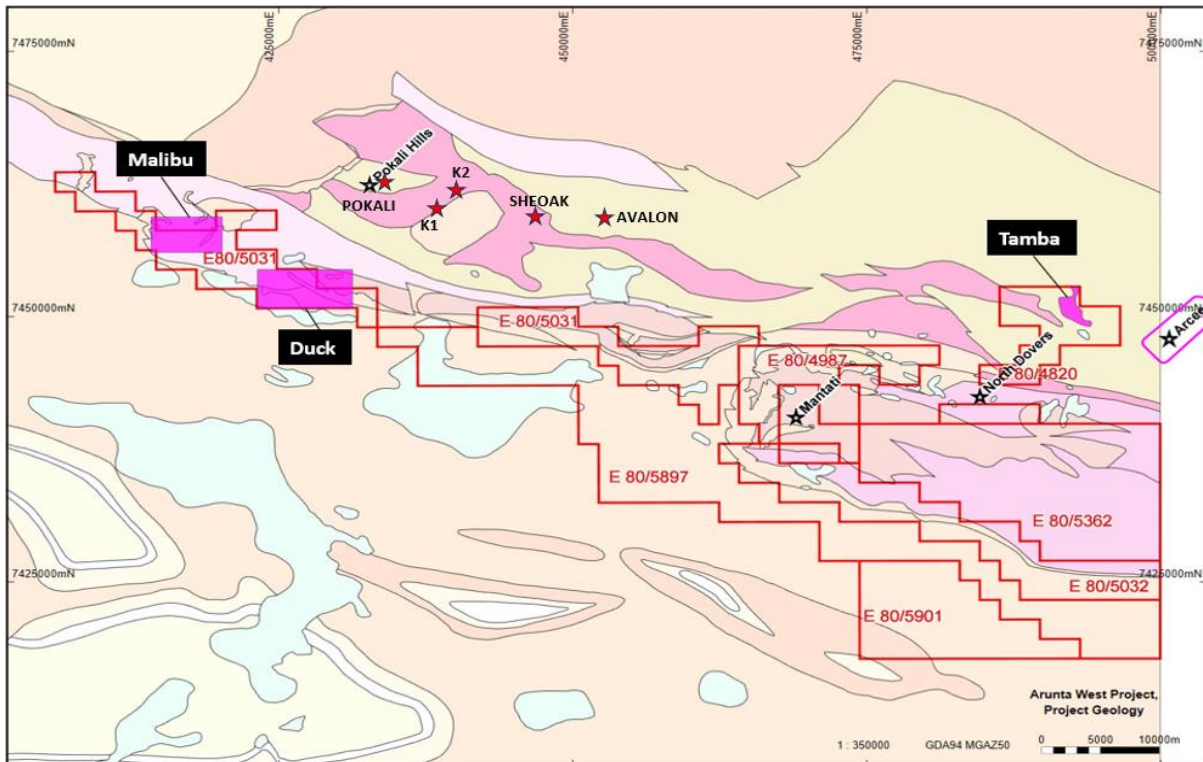 7475000mN
425000mE
450000mE
475000mE
500000mE
7475000mN
Malibu
Pokali Hills
POKALI
K2
K1
SHEOAK
AVALON
Tamba
E80/5031
7450000mN
7450000mN
Duck
E 80/5031
E 80/4987
North Dovers
80/4820
Mantati
E 80/5897
E 80/5362
7425000mN
7425000mN
E 80/5032
E 80/5901
Arunta West Project,
Project Geology
1 : 350000
GDA94 MGAZ50
0 5000 10000m